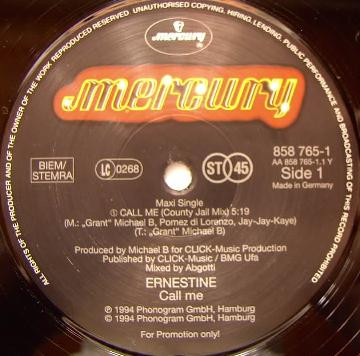 ALL RIGHTS OF THE PRODUCER AND OF THE OWNER OF THE WORK REPRODUCED RESERVED. UNAUTHORISED COPYING, HIRING, LENDING, PUBLIC PERFORMANCE AND BROADCASTING OF THIS RECORD PROHIBITED
mercury
mercury
BIEM/
STEMRA
LC 0268
ST 45
858 765-1
AA 858 765-1.1 Y
Side 1
Made in Germany
Maxi Single
① CALL ME (County Jail Mix) 5:19
(M.: „Grant" Michael B, Pomez di Lorenzo, Jay-Jay-Kaye)
(T.: „Grant" Michael B)
Produced by Michael B for CLICK-Music Production
Published by CLICK-Music / BMG Ufa
Mixed by Abgotti
ERNESTINE
Call me
℗ 1994 Phonogram GmbH, Hamburg
© 1994 Phonogram GmbH, Hamburg
For Promotion only!